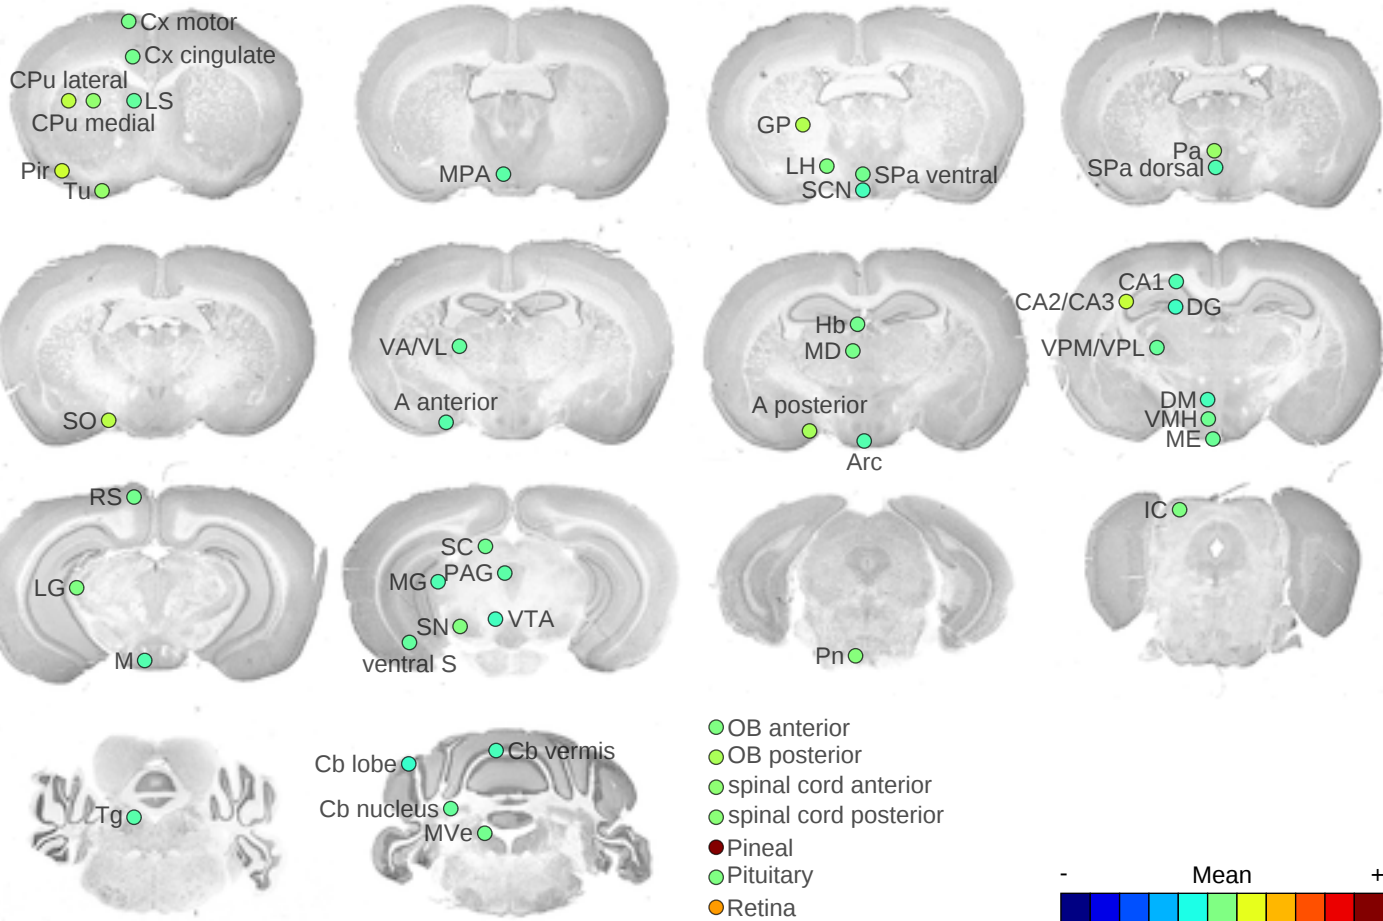 Cx motor
Cx cingulate
CPu lateral
LS
CPu medial
Pir
Tu
MPA
GP
LH
SPa ventral
SCN
Pa
SPa dorsal
SO
VA/VL
A anterior
Hb
MD
A posterior
Arc
CA1
CA2/CA3
DG
VPM/VPL
DM
VMH
ME
RS
LG
M
SC
PAG
MG
VTA
SN
ventral S
Pn
IC
Tg
Cb vermis
Cb lobe
Cb nucleus
MVe
OB anterior
OB posterior
spinal cord anterior
spinal cord posterior
Pineal
Pituitary
Retina
- Mean +